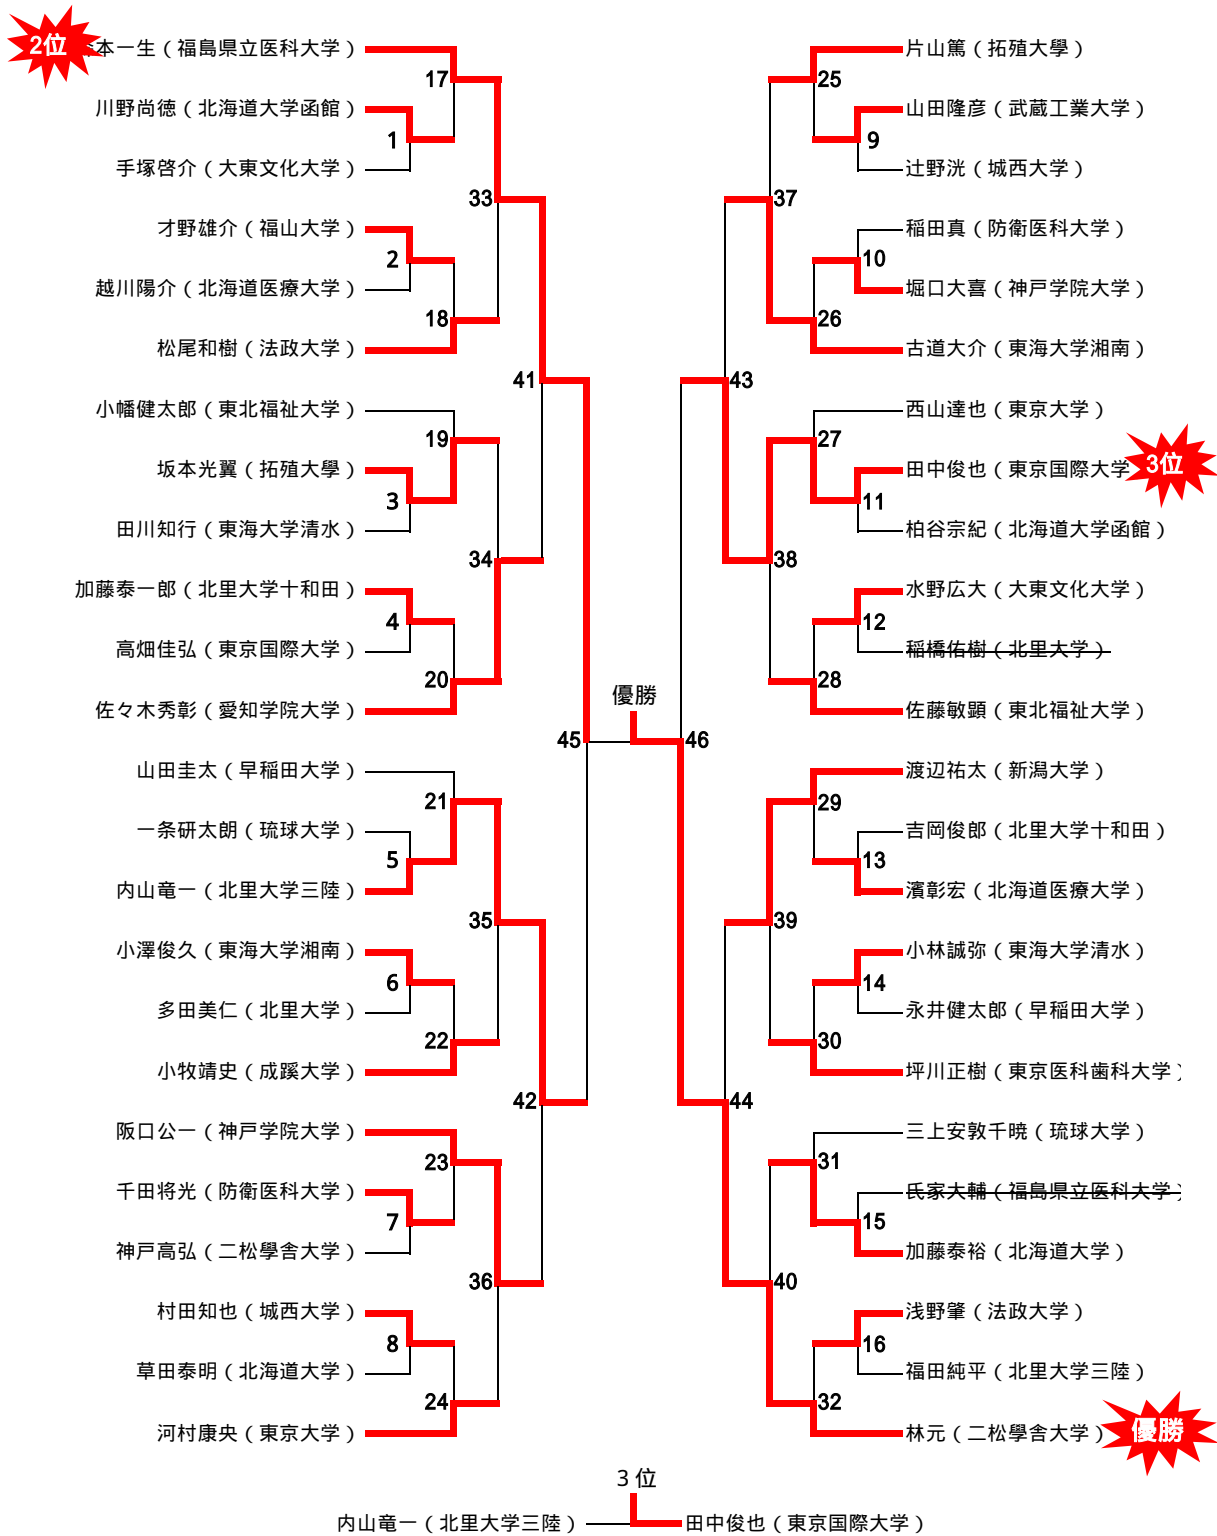 2位
本一生（福島県立医科大学）
17
川野尚徳（北海道大学函館）
1
手塚啓介（大東文化大学）
33
才野雄介（福山大学）
2
越川陽介（北海道医療大学）
18
松尾和樹（法政大学）
41
小幡健太郎（東北福祉大学）
19
坂本光翼（拓殖大學）
3
田川知行（東海大学清水）
34
加藤泰一郎（北里大学十和田）
4
高畑佳弘（東京国際大学）
20
佐々木秀彰（愛知学院大学）
45
山田圭太（早稲田大学）
21
一条研太朗（琉球大学）
5
内山竜一（北里大学三陸）
35
小澤俊久（東海大学湘南）
6
多田美仁（北里大学）
22
小牧靖史（成蹊大学）
42
阪口公一（神戸学院大学）
23
千田将光（防衛医科大学）
7
神戸高弘（二松學舎大学）
36
村田知也（城西大学）
8
草田泰明（北海道大学）
24
河村康央（東京大学）
優勝
片山篤（拓殖大學）
25
山田隆彦（武蔵工業大学）
9
辻野洸（城西大学）
37
稲田真（防衛医科大学）
10
堀口大喜（神戸学院大学）
26
古道大介（東海大学湘南）
43
西山達也（東京大学）
27
田中俊也（東京国際大学
3位
11
柏谷宗紀（北海道大学函館）
38
水野広大（大東文化大学）
12
稲橋佑樹（北里大学）
28
佐藤敏顕（東北福祉大学）
46
渡辺祐太（新潟大学）
29
吉岡俊郎（北里大学十和田）
13
濱彰宏（北海道医療大学）
39
小林誠弥（東海大学清水）
14
永井健太郎（早稲田大学）
30
坪川正樹（東京医科歯科大学）
44
三上安敦千暁（琉球大学）
31
氏家大輔（福島県立医科大学）
15
加藤泰裕（北海道大学）
40
浅野肇（法政大学）
16
福田純平（北里大学三陸）
32
林元（二松學舎大学）
優勝
3位
内山竜一（北里大学三陸）
田中俊也（東京国際大学）